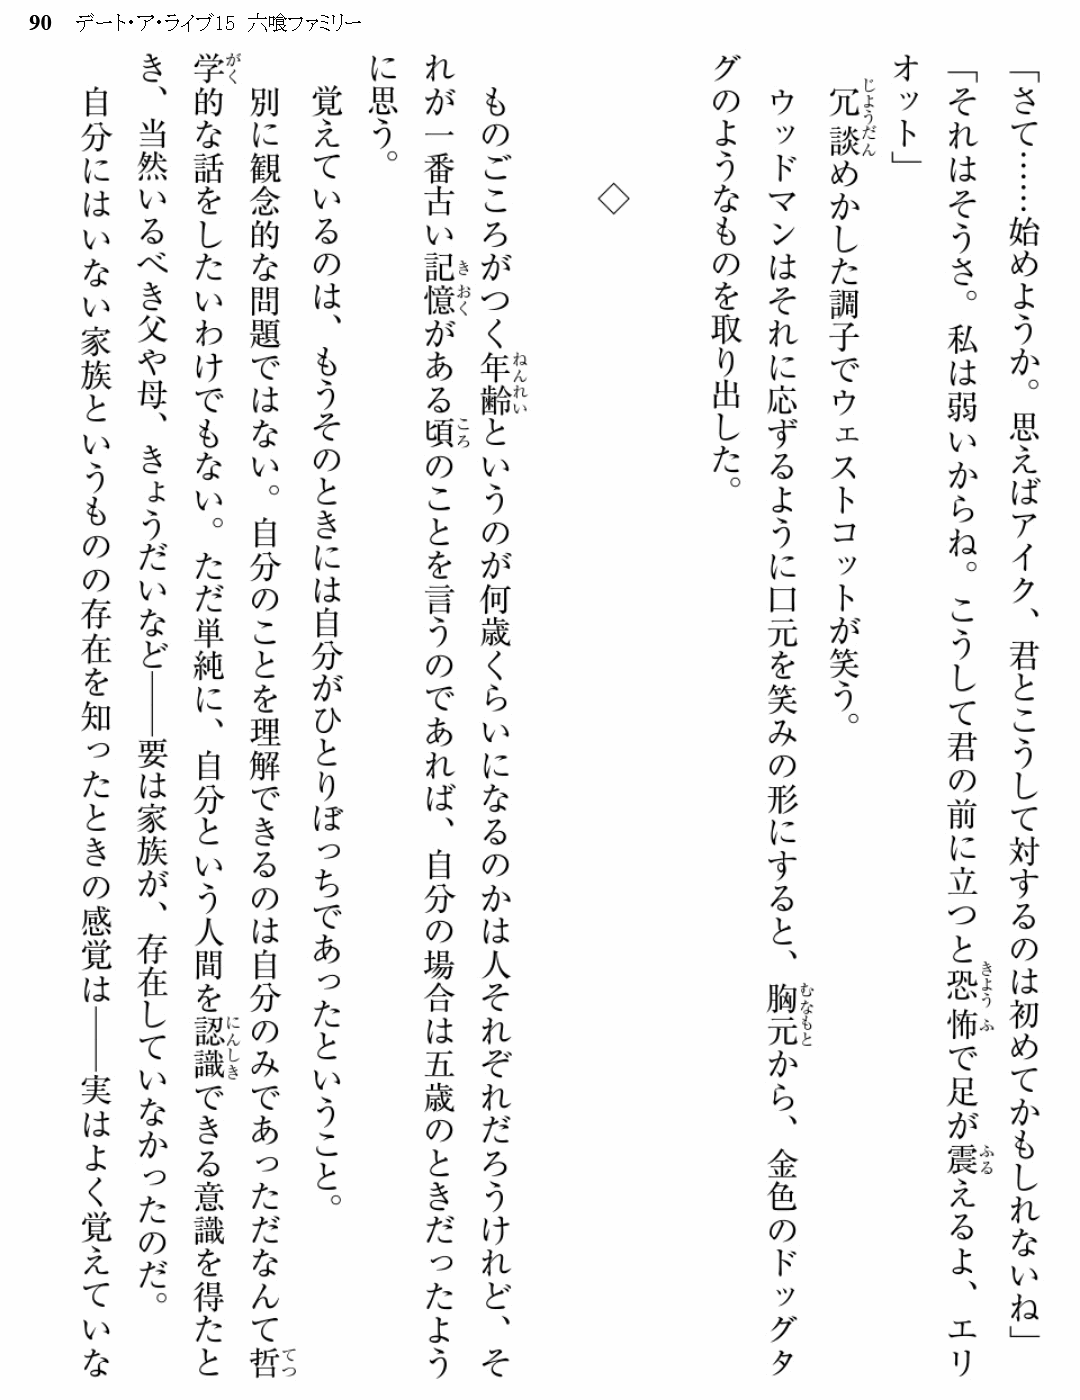 90 デート・ア・ライブ15 六喰ファミリー
「さて……始めようか。思えばアイク、君とこうして対するのは初めてかもしれないね」
「それはそうさ。私は弱いからね。こうして君の前に立つと恐怖で足が震えるよ、エリ
オット」
冗談めかした調子でウェストコットが笑う。
ウッドマンはそれに応ずるように口元を笑みの形にすると、胸元から、金色のドッグタ
グのようなものを取り出した。
◇
ものごころがつく年齢というのが何歳くらいになるのかは人それぞれだろうけれど、そ
れが一番古い記憶がある頃のことを言うのであれば、自分の場合は五歳のときだったよう
に思う。
覚えているのは、もうそのときには自分がひとりぼっちであったということ。
別に観念的な問題ではない。自分のことを理解できるのは自分のみであっただなんて哲
学的な話をしたいわけでもない。ただ単純に、自分という人間を認識できる意識を得たと
き、当然いるべき父や母、きょうだいなど――要は家族が、存在していなかったのだ。
自分にはいない家族というものの存在を知ったときの感覚は――実はよく覚えていな